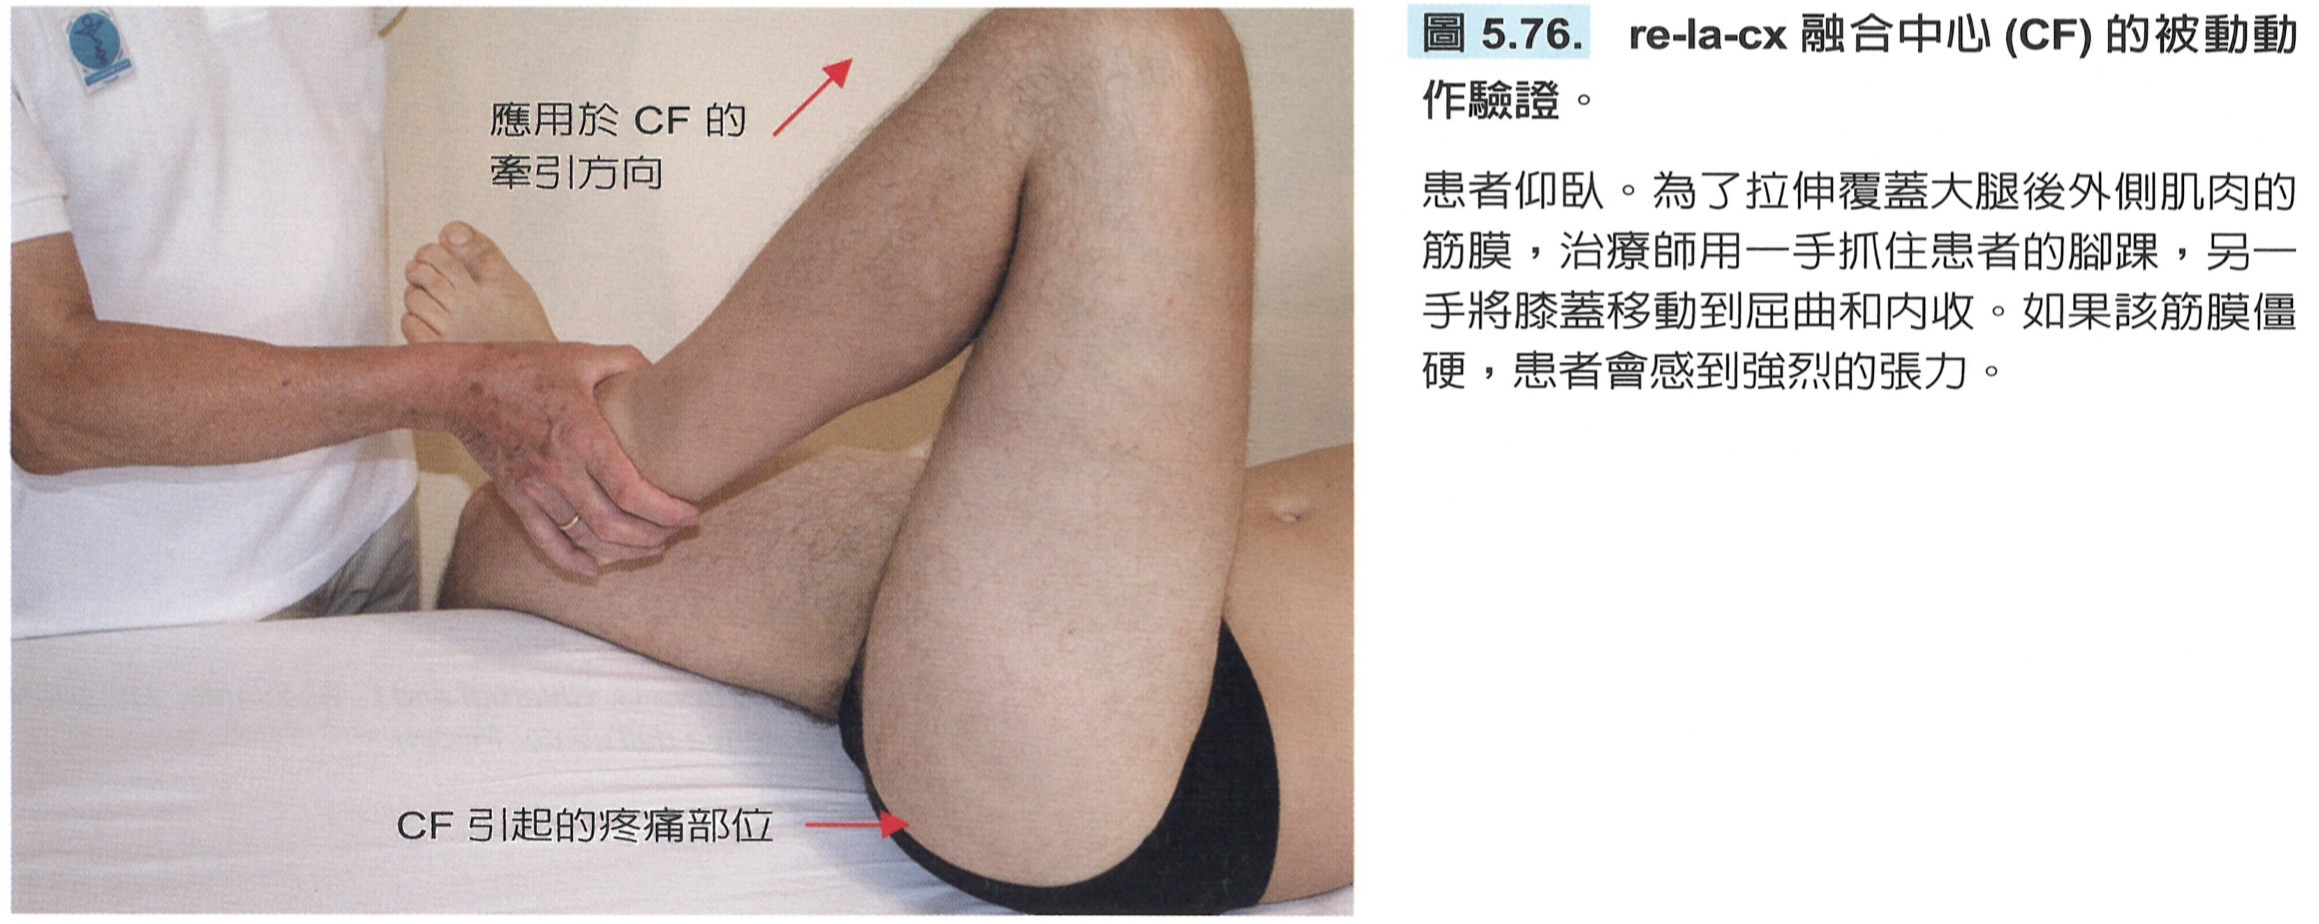 應用於 CF 的
牽引方向
CF 引起的疼痛部位
圖 5.76. re-la-cx 融合中心 (CF) 的被動動
作驗證。
患者仰臥。為了拉伸覆蓋大腿後外側肌肉的
筋膜，治療師用一手抓住患者的腳踝，另一
手將膝蓋移動到屈曲和內收。如果該筋膜僵
硬，患者會感到強烈的張力。